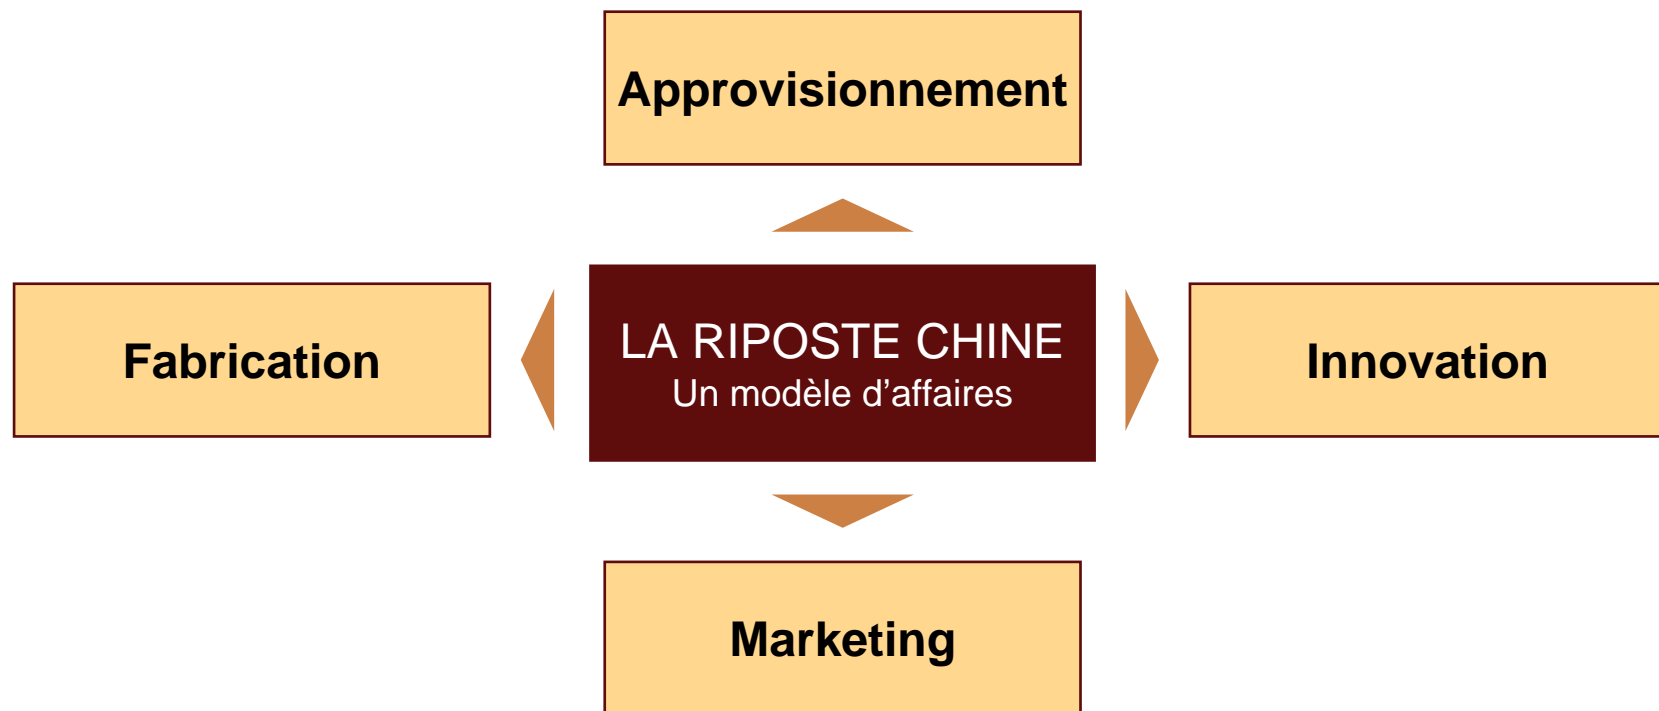 Approvisionnement
Fabrication
LA RIPOSTE CHINE
Un modèle d’affaires
Innovation
Marketing